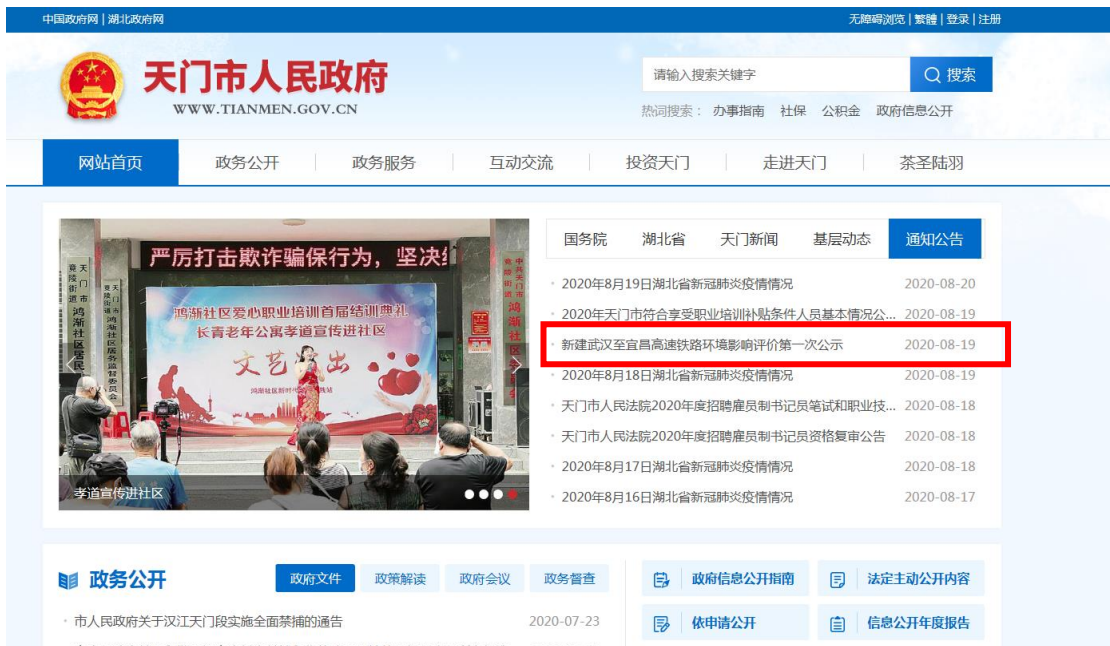 中国政府网 | 湖北政府网
无障碍浏览 | 繁體 | 登录 | 注册
天门市人民政府
WWW.TIANMEN.GOV.CN
请输入搜索关键字
搜索
热词搜索： 办事指南 社保 公积金 政府信息公开
网站首页 政务公开 政务服务 互动交流 投资天门 走进天门 茶圣陆羽
严厉打击欺诈骗保行为，坚决
鸿渐社区爱心职业培训首届结训典礼
长青老年公寓孝道宣传进社区
文艺
出
孝道宣传进社区
国务院 湖北省 天门新闻 基层动态 通知公告
2020年8月19日湖北省新冠肺炎疫情情况 2020-08-20
2020年天门市符合享受职业培训补贴条件人员基本情况公... 2020-08-19
新建武汉至宜昌高速铁路环境影响评价第一次公示 2020-08-19
2020年8月18日湖北省新冠肺炎疫情情况 2020-08-19
天门市人民法院2020年度招聘雇员制书记员笔试和职业技... 2020-08-18
天门市人民法院2020年度招聘雇员制书记员资格复审公告 2020-08-18
2020年8月17日湖北省新冠肺炎疫情情况 2020-08-18
2020年8月16日湖北省新冠肺炎疫情情况 2020-08-17
政务公开 政府文件 政策解读 政府会议 政务督查
市人民政府关于汉江天门段实施全面禁捕的通告 2020-07-23
政府信息公开指南 法定主动公开内容
依申请公开 信息公开年度报告